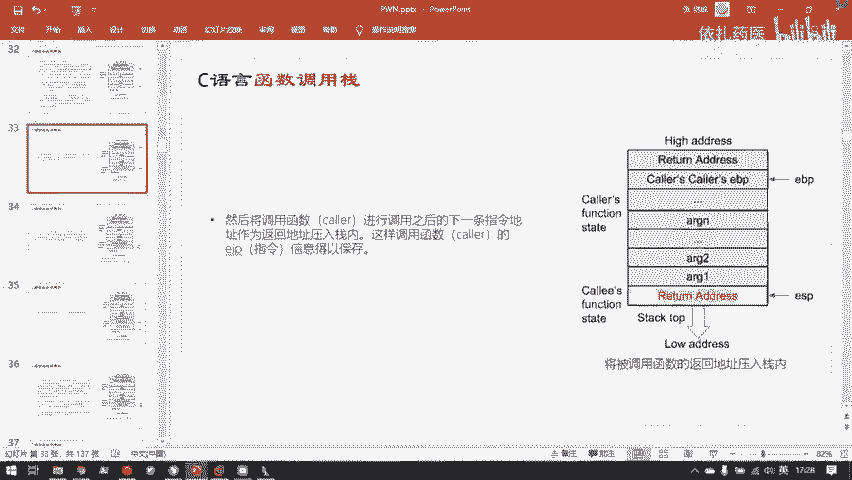 PWN.pptx - PowerPoint
文件
开始
插入
设计
切换
动画
幻灯片放映
审阅
视图
帮助
操作说明搜索
依扎药医
bilibili
32
33
34
35
36
37
C语言函数调用栈
• 然后将调用函数（caller）进行调用之后的下一条指令地
址作为返回地址压入栈内。这样调用函数（caller）的
eip（指令）信息得以保存。
High address
Return Address
Caller's Caller's ebp
ebp
...
Caller's
function
state
argn
...
arg2
arg1
Callee's
function
state
Return Address
esp
Stack top
Low address
将被调用函数的返回地址压入栈内
幻灯片 第 33 张，共 137 张
中文(中国)
备注
批注
82%
英
17:28